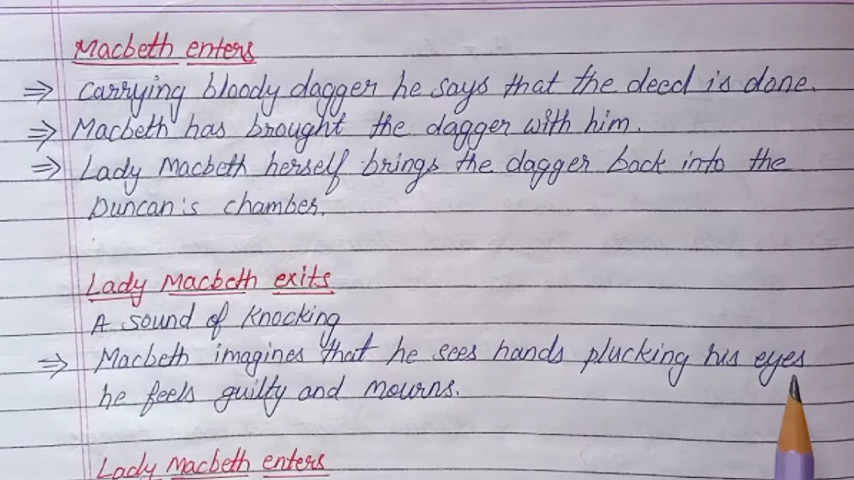 Macbeth enters
⇒ Carrying bloody dagger he says that the deed is done.
⇒ Macbeth has brought the dagger with him.
⇒ Lady Macbeth herself brings the dagger back into the
Duncan's chamber.
Lady Macbeth exits
A sound of knocking
⇒ Macbeth imagines that he sees hands plucking his eyes
he feels guilty and mourns.
Lady Macbeth enters